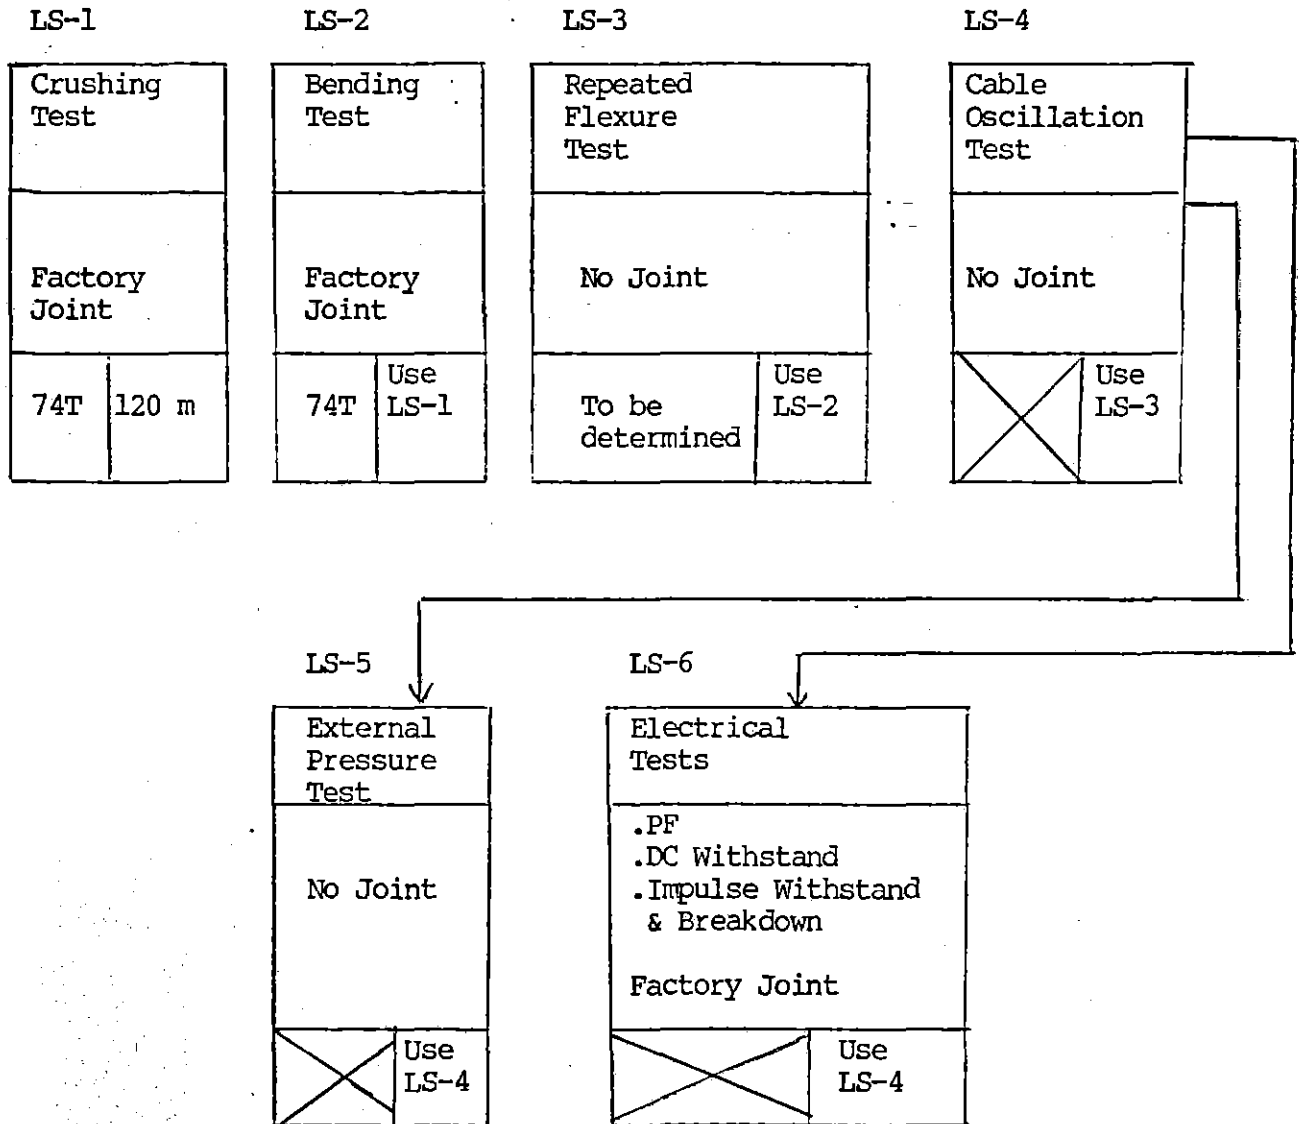 LS-1
Crushing
Test
Factory
Joint
74T
120 m
LS-2
Bending
Test
Factory
Joint
74T
Use
LS-1
LS-3
Repeated
Flexure
Test
No Joint
To be
determined
Use
LS-2
LS-4
Cable
Oscillation
Test
No Joint
Use
LS-3
LS-5
External
Pressure
Test
No Joint
Use
LS-4
LS-6
Electrical
Tests
.PF
.DC Withstand
.Impulse Withstand
& Breakdown
Factory Joint
Use
LS-4